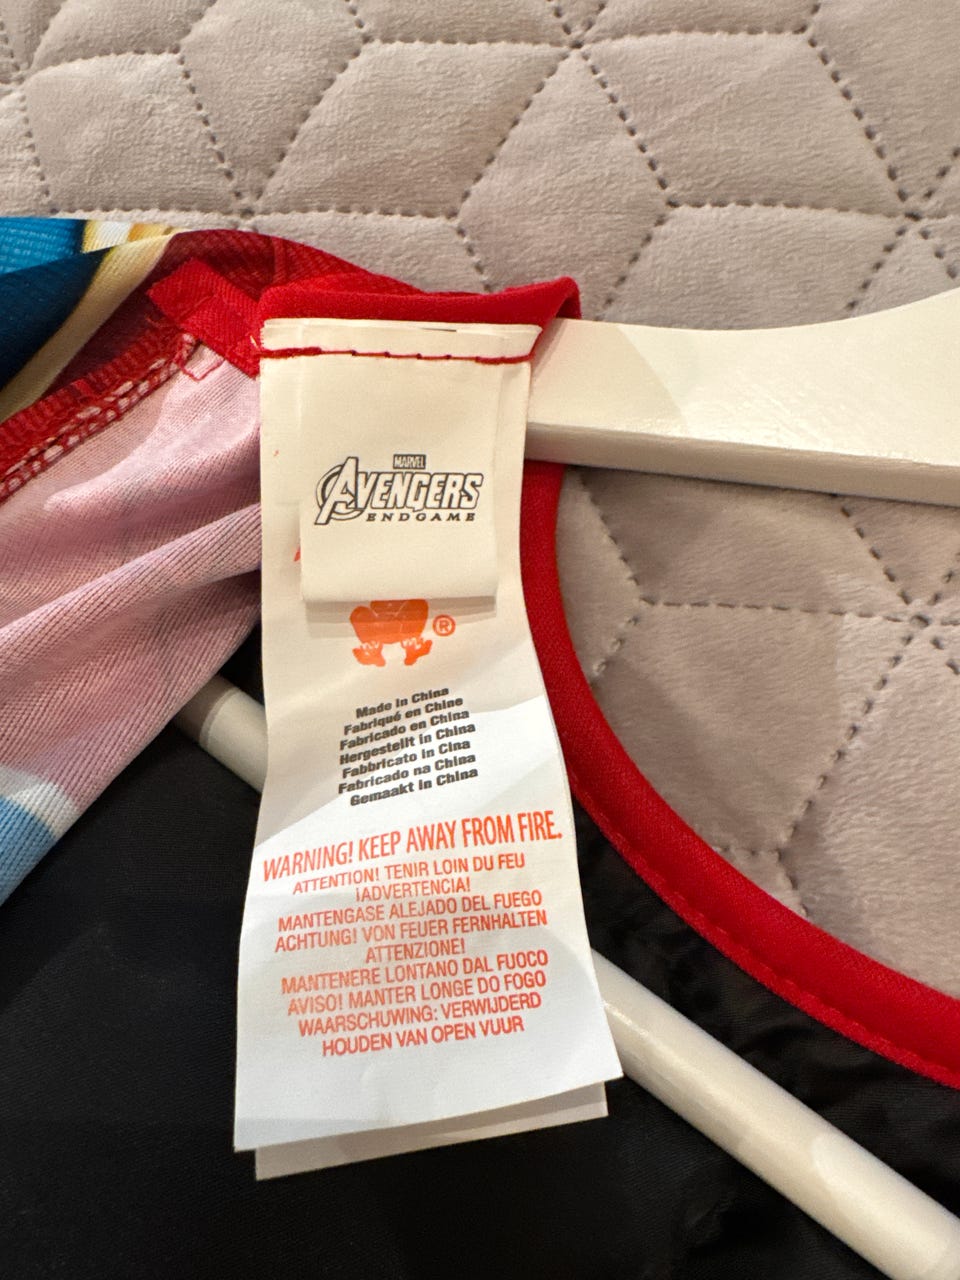 MARVEL
AVENGERS
ENDGAME
®
Made in China
Fabriqué en Chine
Fabricado en China
Hergestellt in China
Fabbricato in Cina
Fabricado na China
Gemaakt in China
WARNING! KEEP AWAY FROM FIRE.
ATTENTION! TENIR LOIN DU FEU
¡ADVERTENCIA!
MANTENGASE ALEJADO DEL FUEGO
ACHTUNG! VON FEUER FERNHALTEN
ATTENZIONE!
MANTENERE LONTANO DAL FUOCO
AVISO! MANTER LONGE DO FOGO
WAARSCHUWING: VERWIJDERD
HOUDEN VAN OPEN VUUR